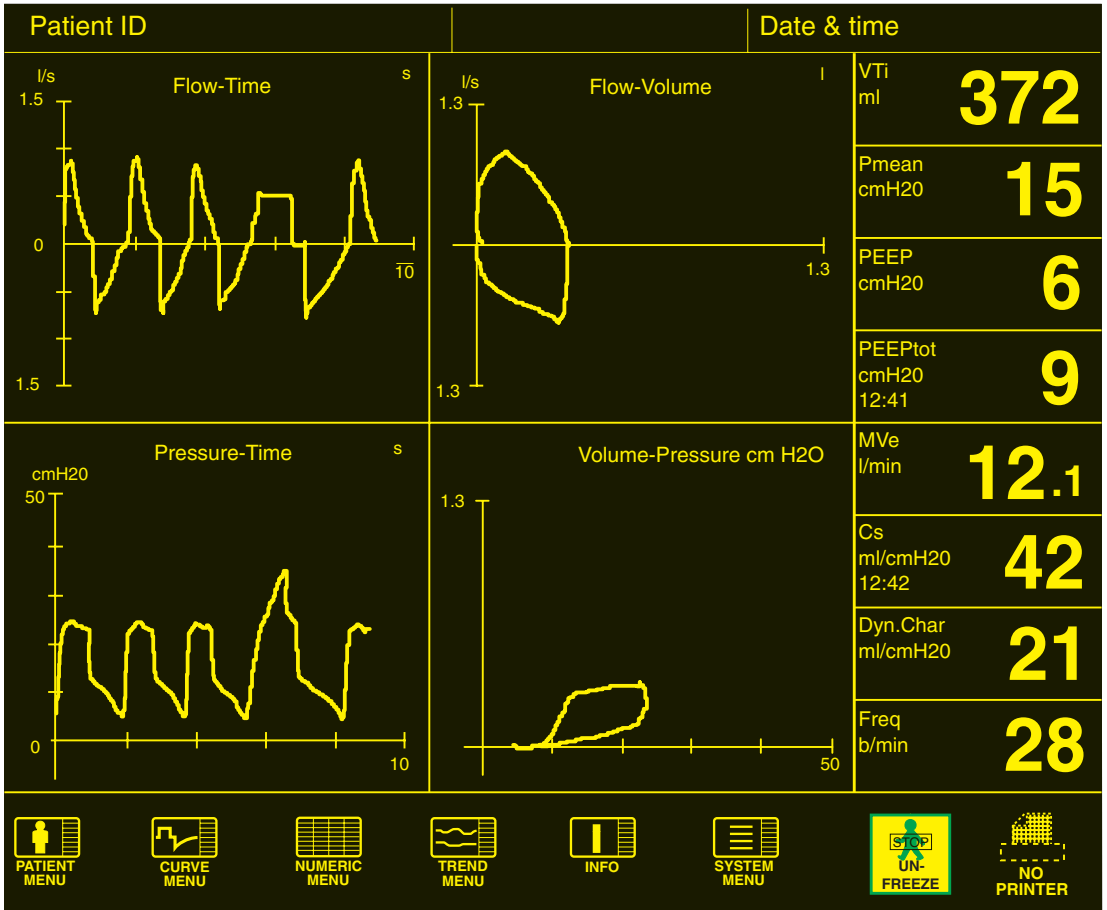 Patient ID
Date & time
l/s
Flow-Time
s
1.5
0
10
1.5
l/s
Flow-Volume
l
1.3
1.3
1.3
Pressure-Time
s
cmH20
50
0
10
Volume-Pressure cm H2O
1.3
50
VTi
ml
372
Pmean
cmH20
15
PEEP
cmH20
6
PEEPtot
cmH20
12:41
9
MVe
l/min
12.1
Cs
ml/cmH20
12:42
42
Dyn.Char
ml/cmH20
21
Freq
b/min
28
PATIENT
MENU
CURVE
MENU
NUMERIC
MENU
TREND
MENU
INFO
SYSTEM
MENU
STOP
UN-
FREEZE
NO
PRINTER